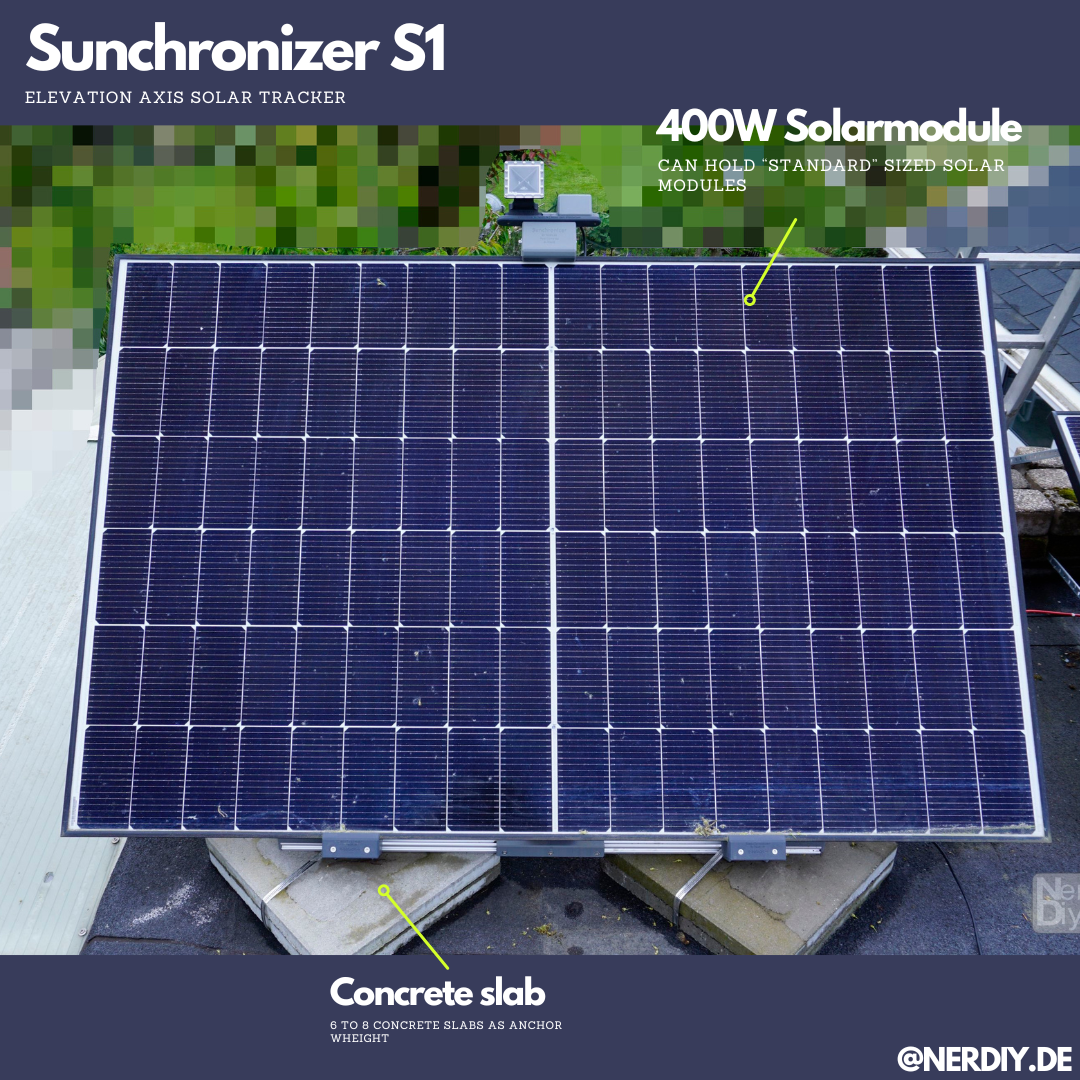 Sunchronizer S1
ELEVATION AXIS SOLAR TRACKER
400W Solarmodule
CAN HOLD “STANDARD” SIZED SOLAR
MODULES
Ner
Diy
Concrete slab
6 TO 8 CONCRETE SLABS AS ANCHOR
WHEIGHT
@NERDIY.DE